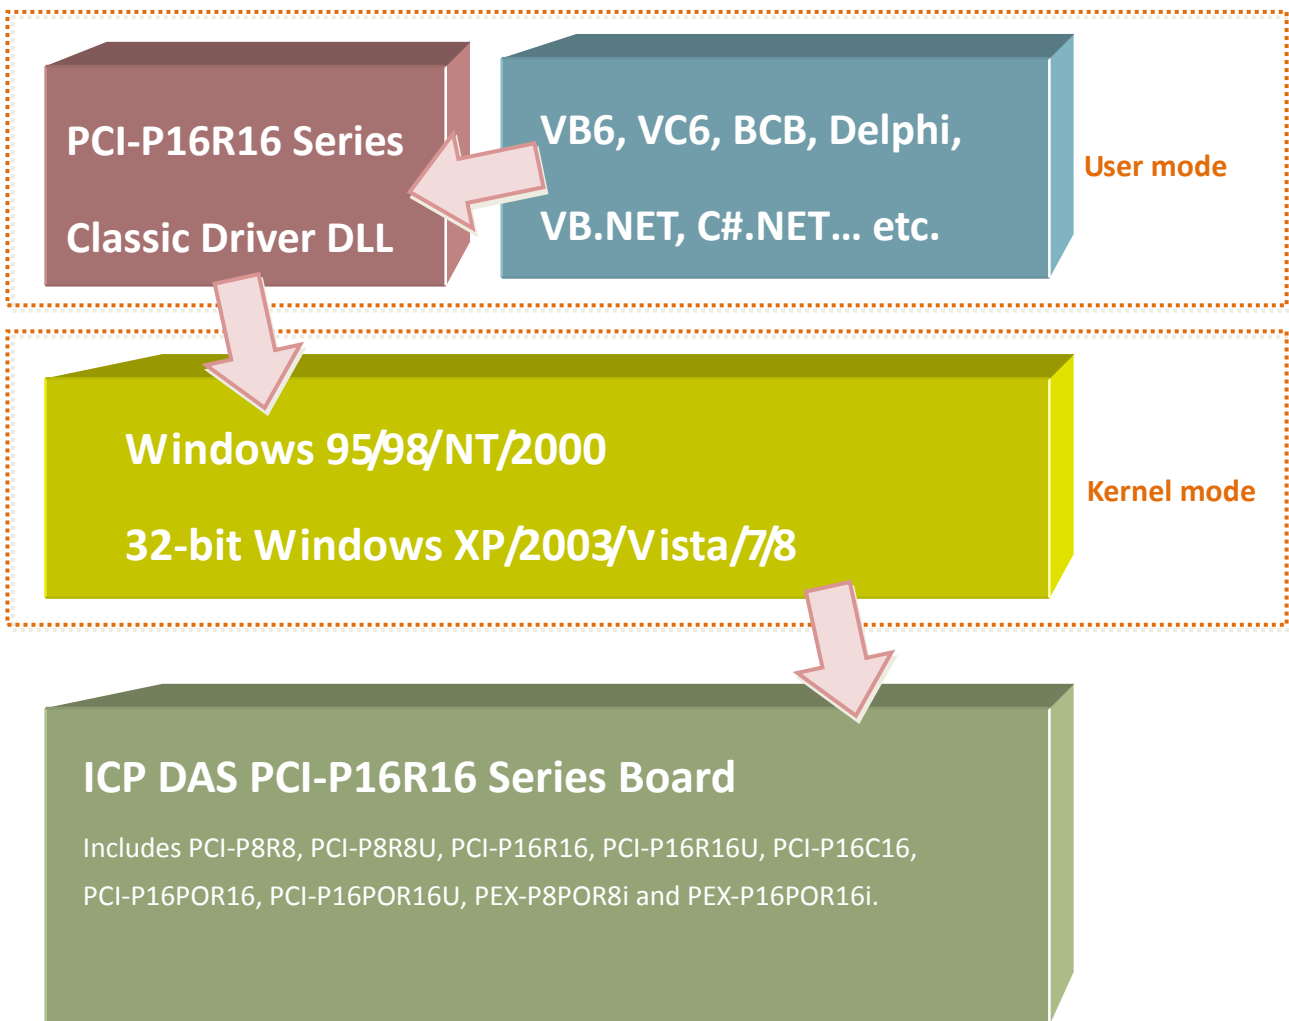 PCI-P16R16 Series
Classic Driver DLL
VB6, VC6, BCB, Delphi,
VB.NET, C#.NET… etc.
User mode
Windows 95/98/NT/2000
32-bit Windows XP/2003/Vista/7/8
Kernel mode
ICP DAS PCI-P16R16 Series Board
Includes PCI-P8R8, PCI-P8R8U, PCI-P16R16, PCI-P16R16U, PCI-P16C16,
PCI-P16POR16, PCI-P16POR16U, PEX-P8POR8i and PEX-P16POR16i.